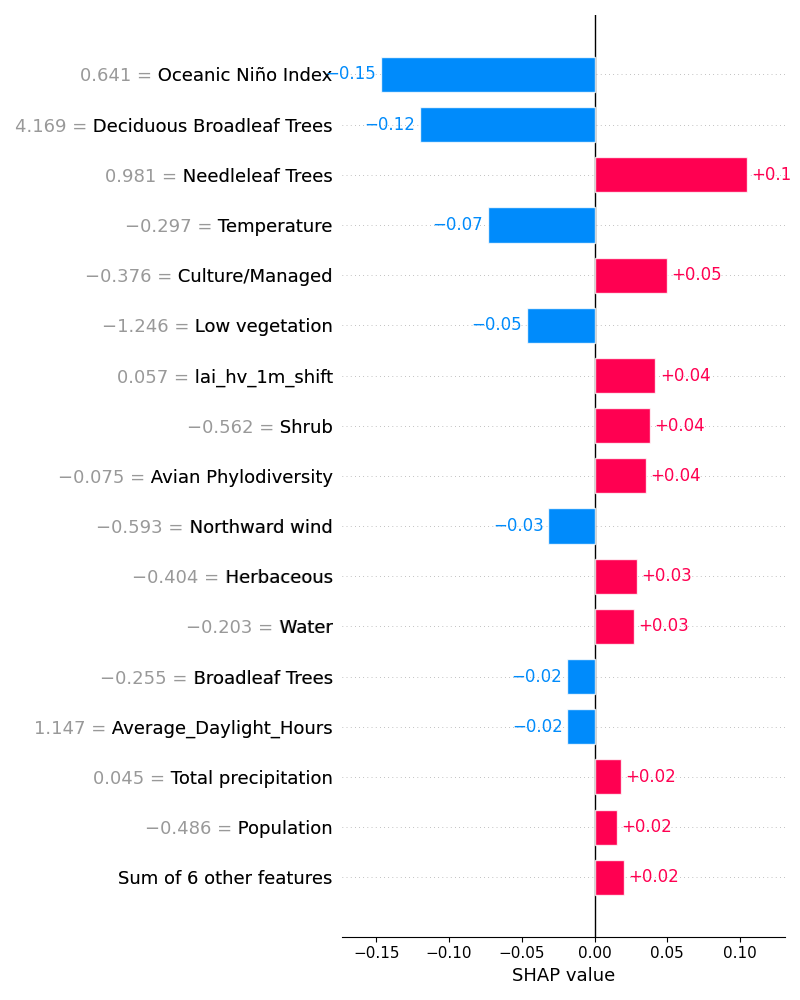 0.641 = Oceanic Niño Index −0.15
4.169 = Deciduous Broadleaf Trees −0.12
0.981 = Needleleaf Trees +0.1
−0.297 = Temperature −0.07
−0.376 = Culture/Managed +0.05
−1.246 = Low vegetation −0.05
0.057 = lai_hv_1m_shift +0.04
−0.562 = Shrub +0.04
−0.075 = Avian Phylodiversity +0.04
−0.593 = Northward wind −0.03
−0.404 = Herbaceous +0.03
−0.203 = Water +0.03
−0.255 = Broadleaf Trees −0.02
1.147 = Average_Daylight_Hours −0.02
0.045 = Total precipitation +0.02
−0.486 = Population +0.02
Sum of 6 other features +0.02
−0.15 −0.10 −0.05 0.00 0.05 0.10
SHAP value